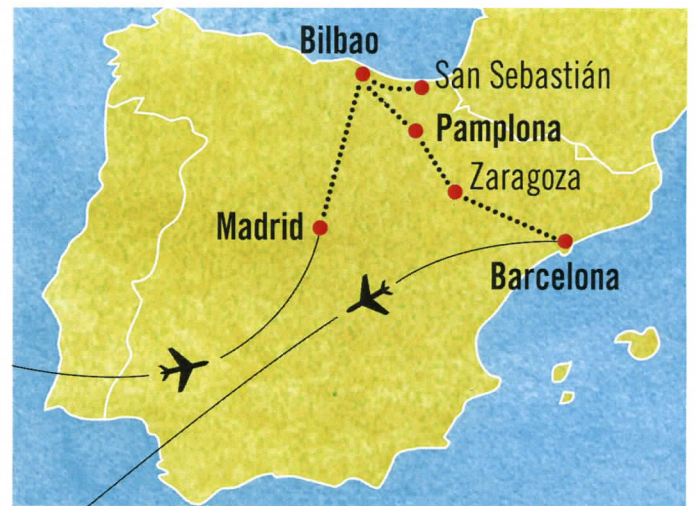 Bilbao
San Sebastián
Pamplona
Zaragoza
Madrid
Barcelona